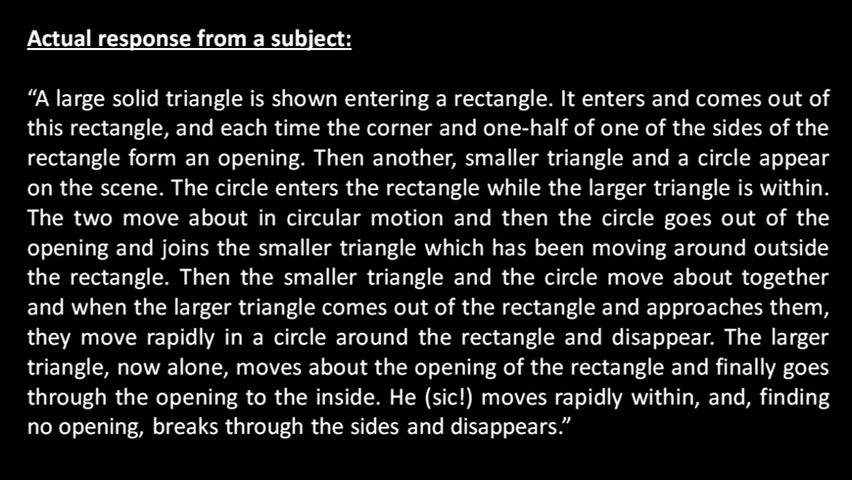 Actual response from a subject:
“A large solid triangle is shown entering a rectangle. It enters and comes out of
this rectangle, and each time the corner and one-half of one of the sides of the
rectangle form an opening. Then another, smaller triangle and a circle appear
on the scene. The circle enters the rectangle while the larger triangle is within.
The two move about in circular motion and then the circle goes out of the
opening and joins the smaller triangle which has been moving around outside
the rectangle. Then the smaller triangle and the circle move about together
and when the larger triangle comes out of the rectangle and approaches them,
they move rapidly in a circle around the rectangle and disappear. The larger
triangle, now alone, moves about the opening of the rectangle and finally goes
through the opening to the inside. He (sic!) moves rapidly within, and, finding
no opening, breaks through the sides and disappears.”